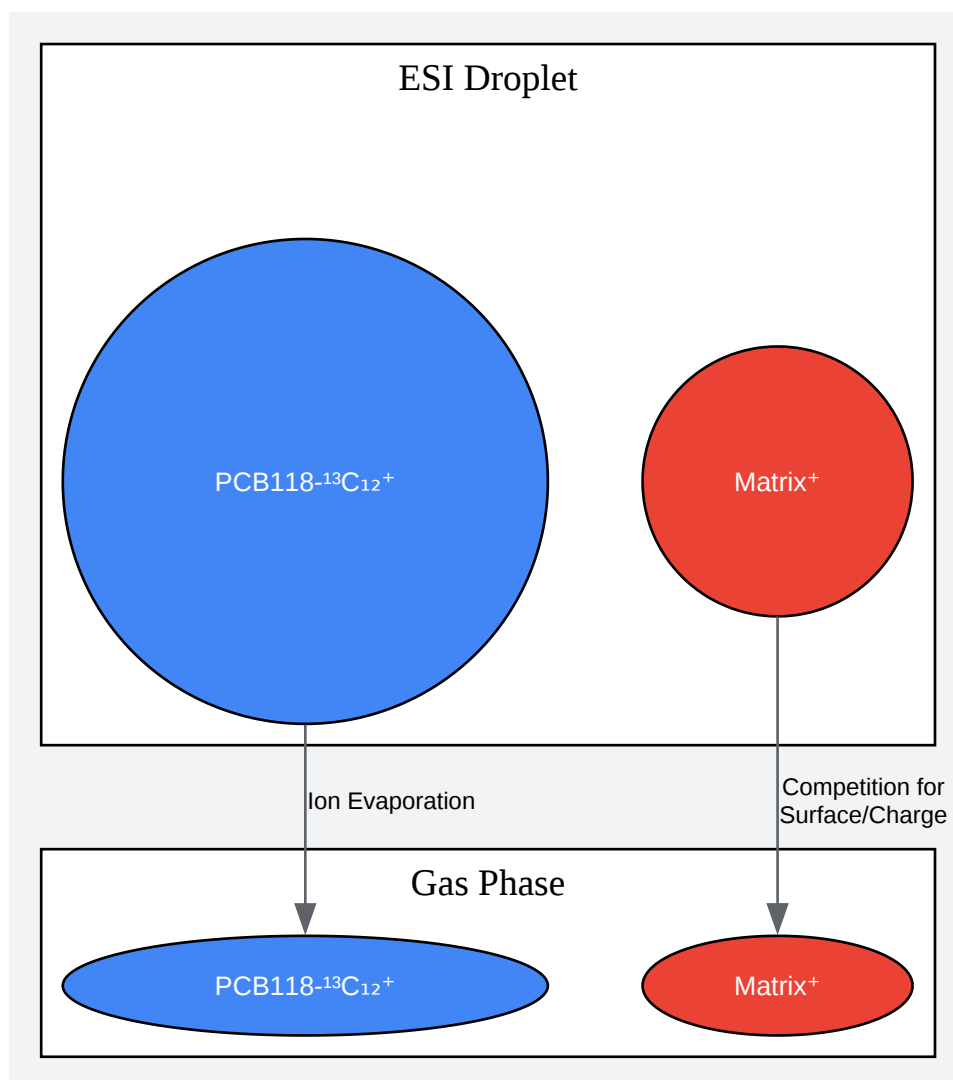 ESI Droplet
PCB118-¹³C₁₂⁺
Matrix⁺
Ion Evaporation
Competition for
Surface/Charge
Gas Phase
PCB118-¹³C₁₂⁺
Matrix⁺